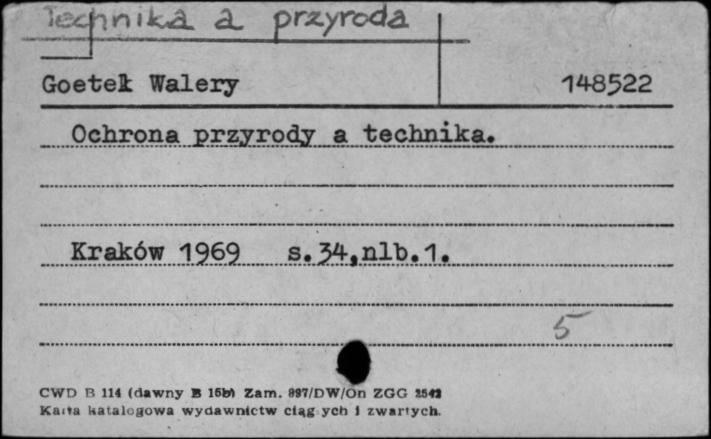 Technika a przyroda
Goetel Walery 148522
Ochrona przyrody a technika.
Kraków 1969 s.34,nlb.1.
5
CWD B 114 (dawny B 15b) Zam. 897/DW/On ZGG 2542
Karta katalogowa wydawnictw ciągłych i zwartych.